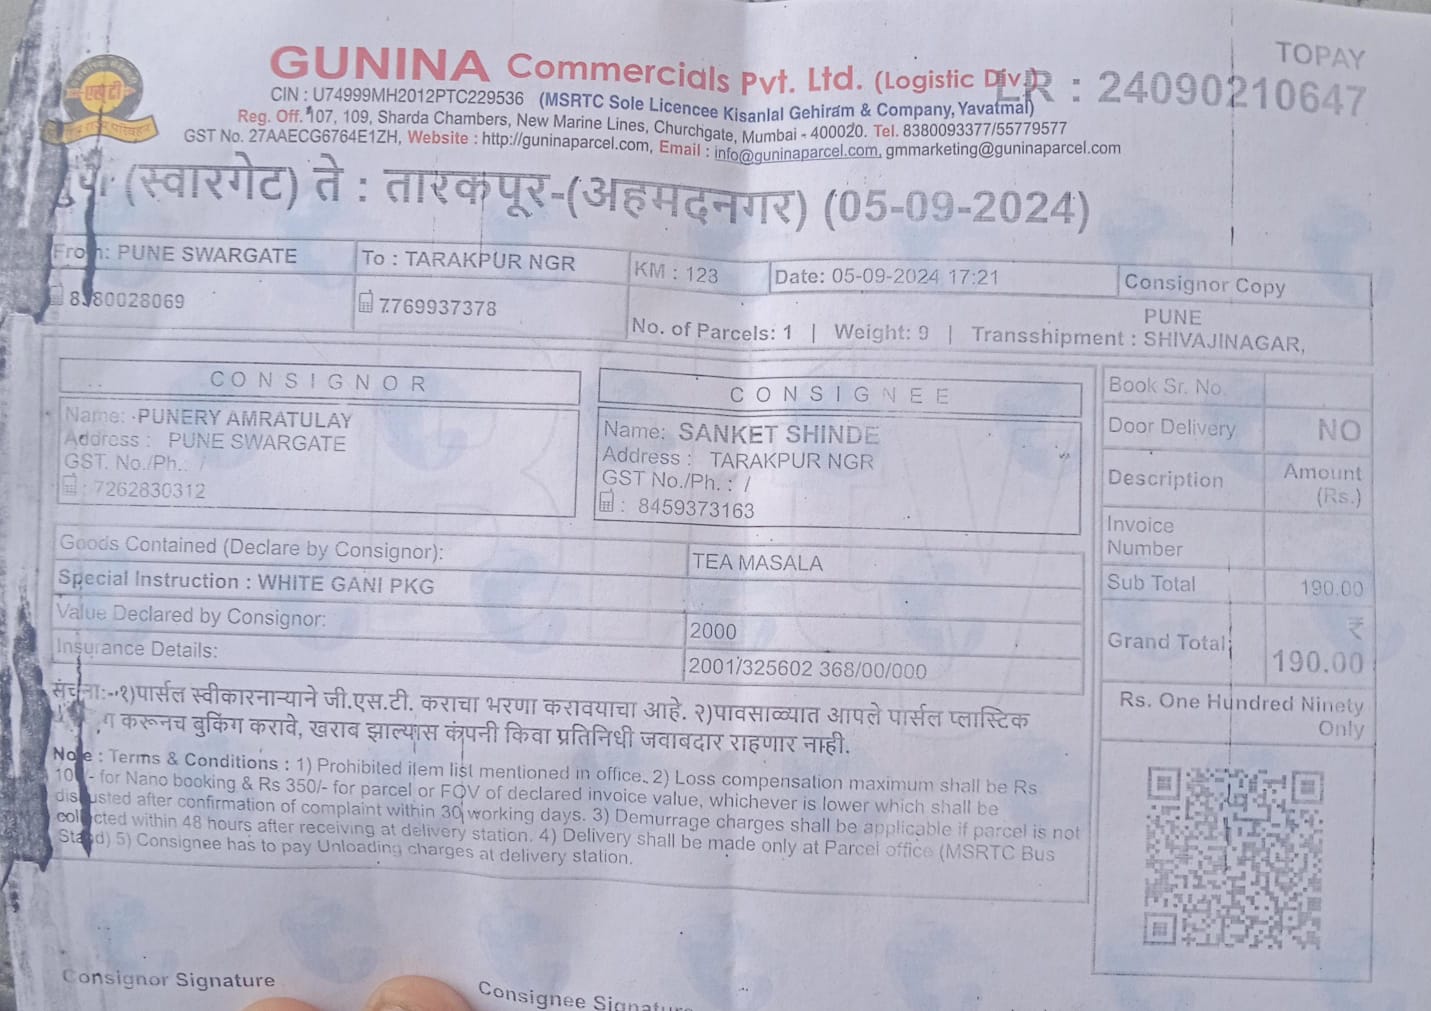 TOPAY
GUNINA Commercials Pvt. Ltd. (Logistic Div.)
LR : 24090210647
CIN : U74999MH2012PTC229536 (MSRTC Sole Licencee Kisanlal Gehiram & Company, Yavatmal)
Reg. Off. 107, 109, Sharda Chambers, New Marine Lines, Churchgate, Mumbai - 400020. Tel. 8380093377/55779577
GST No. 27AAECG6764E1ZH, Website : http://guninaparcel.com, Email : info@guninaparcel.com, gmmarketing@guninaparcel.com
एस टी
(स्वारगेट) ते : तारकपूर-(अहमदनगर) (05-09-2024)
From: PUNE SWARGATE
To : TARAKPUR NGR
KM : 123
Date: 05-09-2024 17:21
Consignor Copy
8380028069
7769937378
No. of Parcels: 1 | Weight: 9 | Transshipment : PUNE SHIVAJINAGAR,
CONSIGNOR
Name: PUNERY AMRATULAY
Address : PUNE SWARGATE
GST. No./Ph.: /
: 7262830312
CONSIGNEE
Name: SANKET SHINDE
Address : TARAKPUR NGR
GST No./Ph. : /
: 8459373163
Book Sr. No.
Door Delivery NO
Description Amount (Rs.)
Invoice Number
Sub Total 190.00
Grand Total: ₹ 190.00
Rs. One Hundred Ninety Only
Goods Contained (Declare by Consignor): TEA MASALA
Special Instruction : WHITE GANI PKG
Value Declared by Consignor: 2000
Insurance Details: 2001/325602 368/00/000
१)पार्सल स्वीकारनाऱ्याने जी.एस.टी. कराचा भरणा करावयाचा आहे. २)पावसाळ्यात आपले पार्सल प्लास्टिक
करूनच बुकिंग करावे, खराब झाल्यास कंपनी किंवा प्रतिनिधी जवाबदार राहणार नाही.
Note : Terms & Conditions : 1) Prohibited item list mentioned in office. 2) Loss compensation maximum shall be Rs
100/- for Nano booking & Rs 350/- for parcel or FOV of declared invoice value, whichever is lower which shall be
disbusted after confirmation of complaint within 30 working days. 3) Demurrage charges shall be applicable if parcel is not
collected within 48 hours after receiving at delivery station. 4) Delivery shall be made only at Parcel office (MSRTC Bus
Stand) 5) Consignee has to pay Unloading charges at delivery station.
Consignor Signature
Consignee Signature